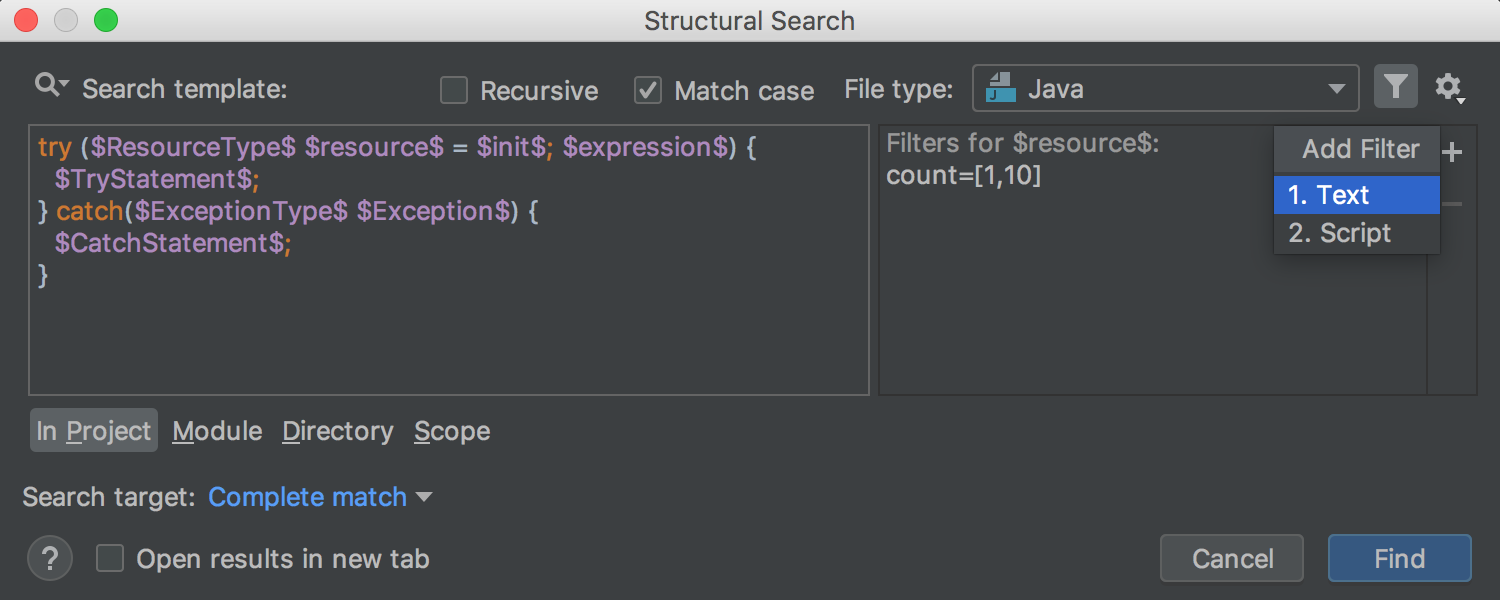 Structural Search
Search template:
Recursive
Match case
File type:
Java
try ($ResourceType$ $resource$ = $init$; $expression$) {
  $TryStatement$;
} catch($ExceptionType$ $Exception$) {
  $CatchStatement$;
}
Filters for $resource$:
count=[1,10]
Add Filter
1. Text
2. Script
In Project
Module
Directory
Scope
Search target: Complete match
?
Open results in new tab
Cancel
Find